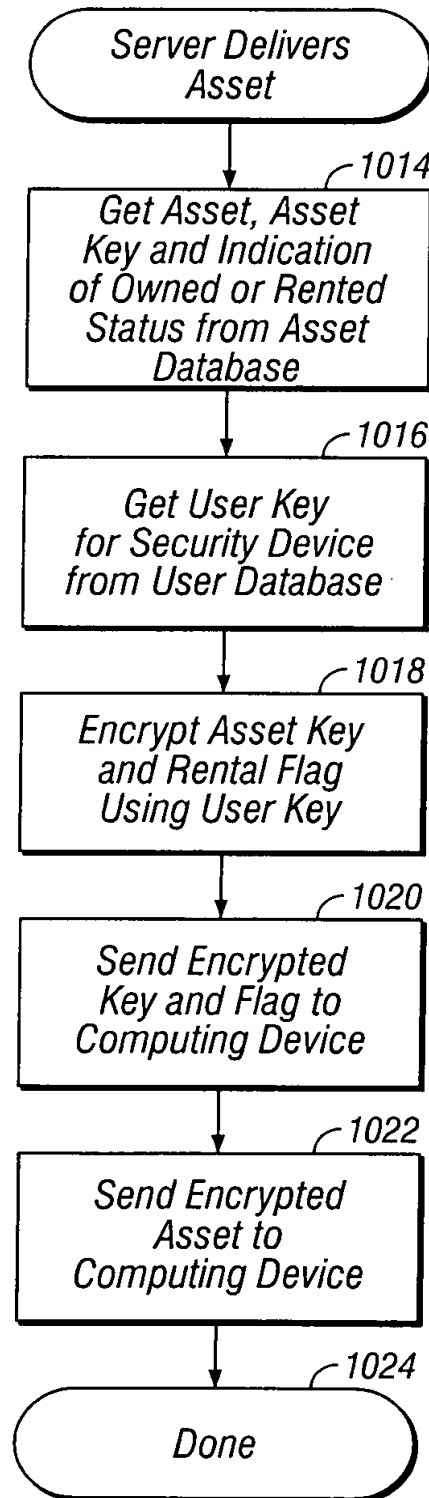 Server Delivers
Asset
1014
Get Asset, Asset
Key and Indication
of Owned or Rented
Status from Asset
Database
1016
Get User Key
for Security Device
from User Database
1018
Encrypt Asset Key
and Rental Flag
Using User Key
1020
Send Encrypted
Key and Flag to
Computing Device
1022
Send Encrypted
Asset to
Computing Device
1024
Done